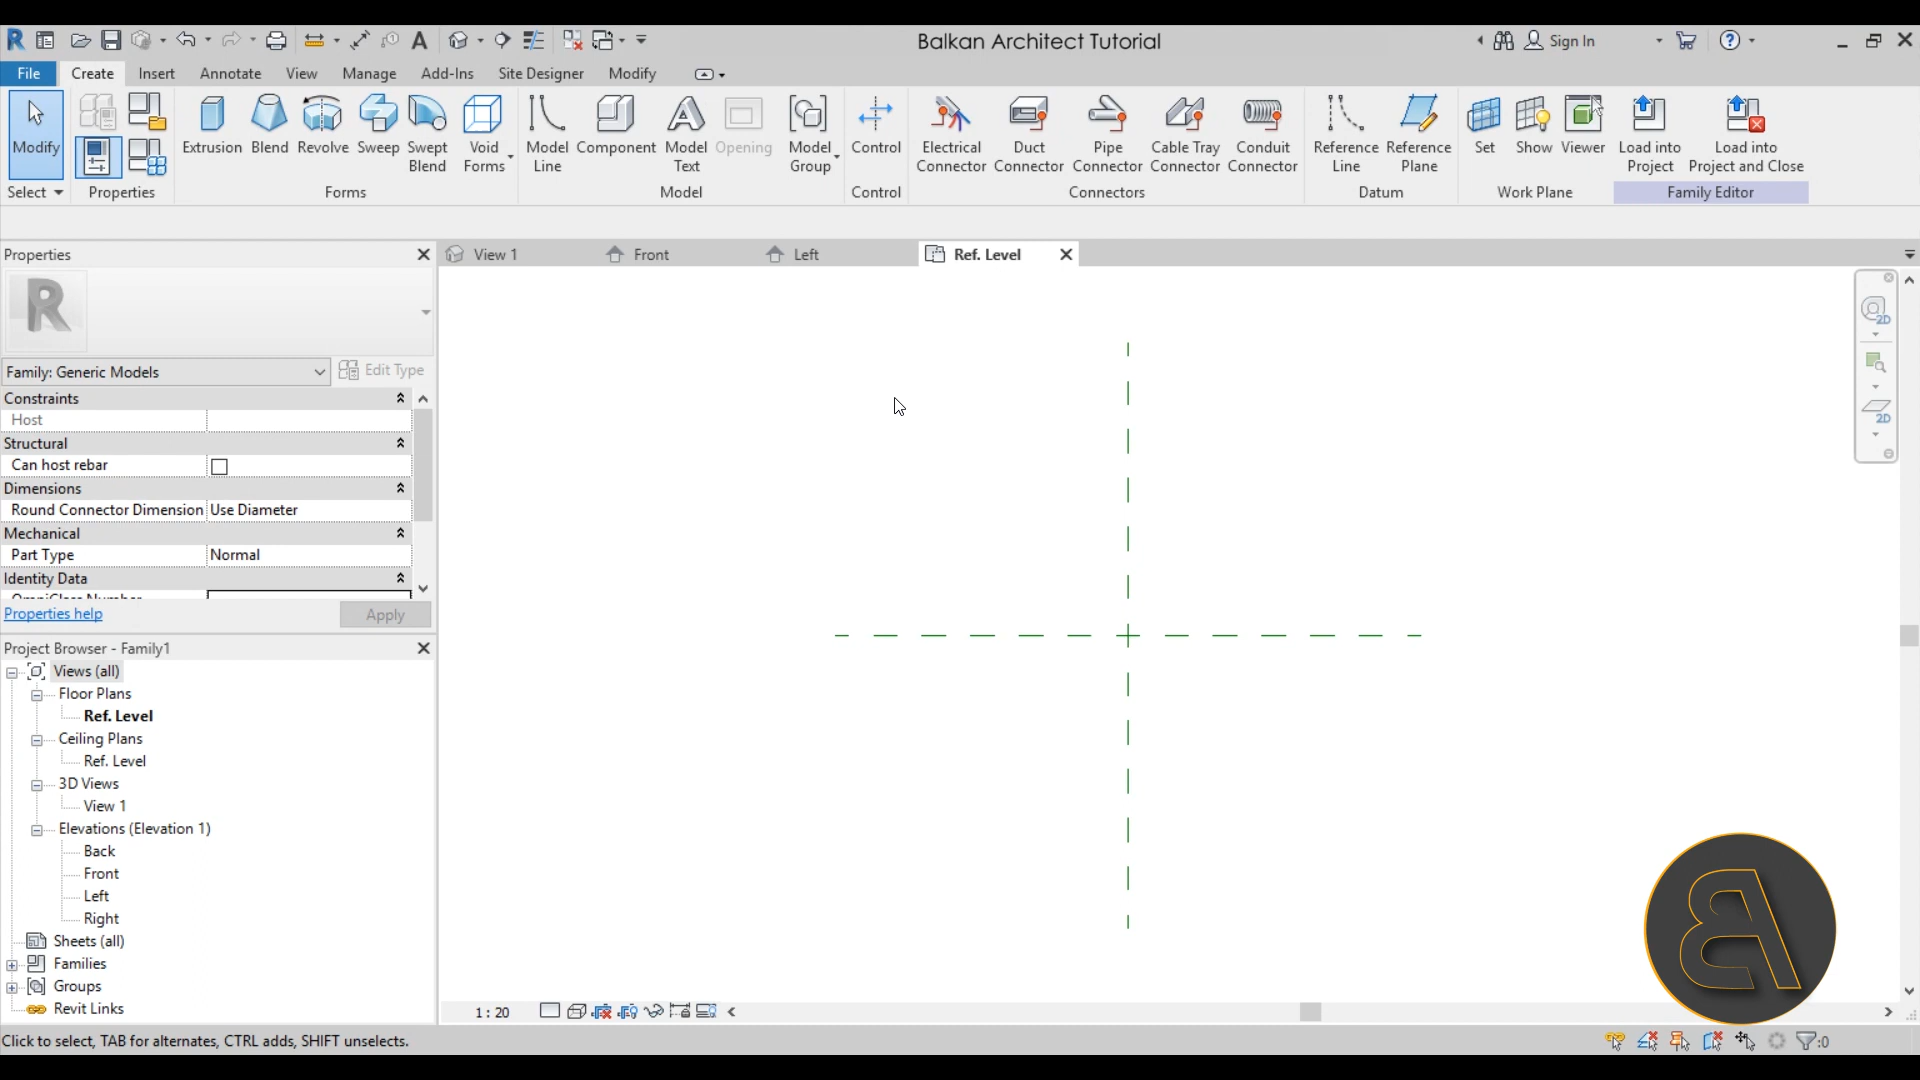 Balkan Architect Tutorial
Sign In
File Create Insert Annotate View Manage Add-Ins Site Designer Modify
Modify
Extrusion Blend Revolve Sweep Swept Blend Void Forms
Model Line Component Model Text Opening Model Group
Control
Electrical Connector Duct Connector Pipe Connector Cable Tray Connector Conduit Connector
Reference Line Reference Plane
Set Show Viewer
Load into Project Load into Project and Close
Select Properties Forms Model Control Connectors Datum Work Plane Family Editor
Properties
View 1 Front Left Ref. Level
R
Family: Generic Models Edit Type
Constraints
Host
Structural
Can host rebar
Dimensions
Round Connector Dimension Use Diameter
Mechanical
Part Type Normal
Identity Data
OmniClass Number
Properties help Apply
Project Browser - Family1
Views (all)
Floor Plans
Ref. Level
Ceiling Plans
Ref. Level
3D Views
View 1
Elevations (Elevation 1)
Back
Front
Left
Right
Sheets (all)
Families
Groups
Revit Links
2D
2D
1 : 20
Click to select, TAB for alternates, CTRL adds, SHIFT unselects.
:0